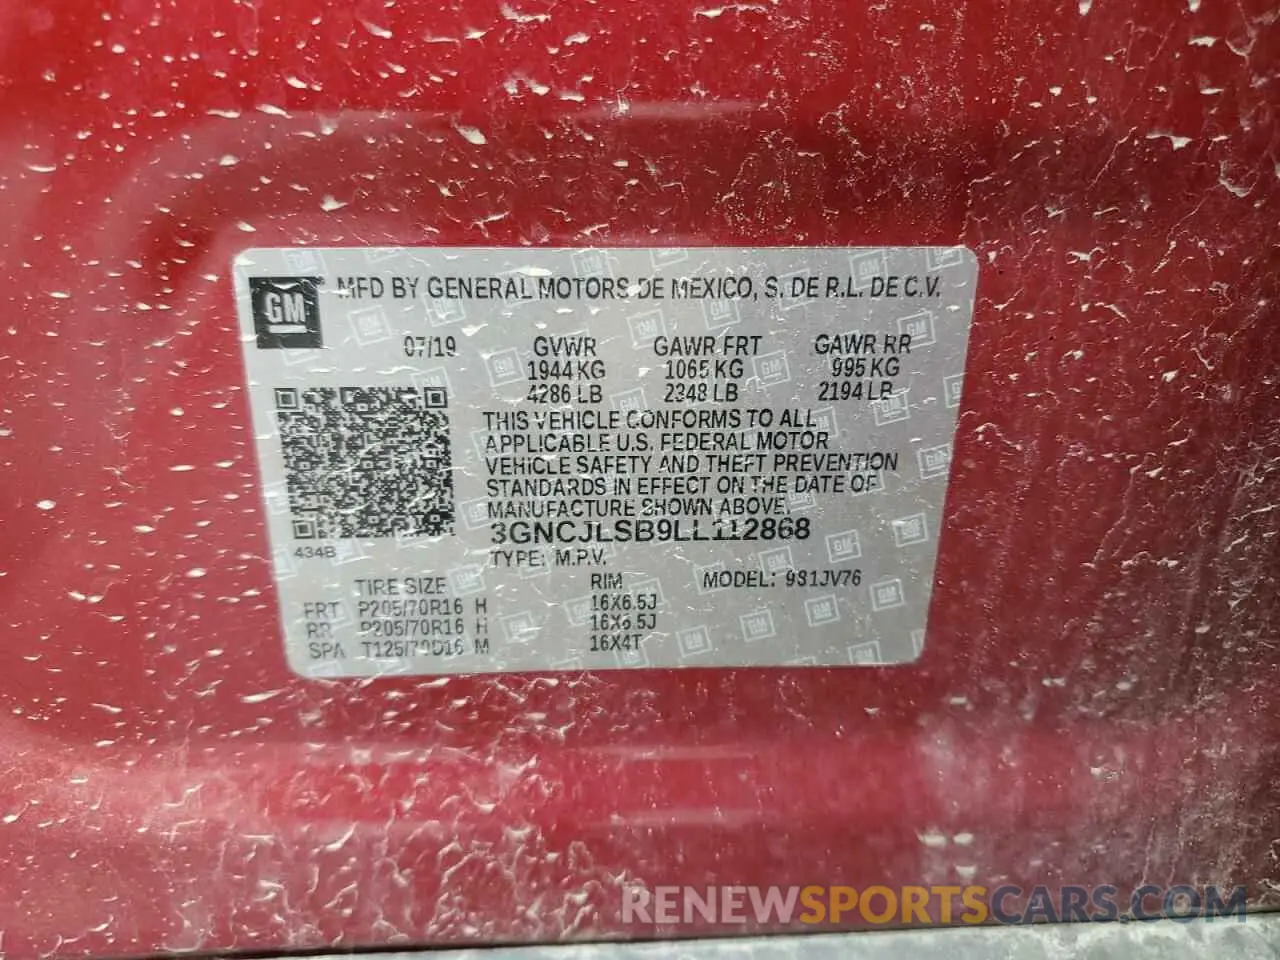 GM
MFD BY GENERAL MOTORS DE MEXICO, S. DE R.L. DE C.V.
07/19 GVWR GAWR FRT GAWR RR
1944 KG 1065 KG 995 KG
4286 LB 2348 LB 2194 LB
THIS VEHICLE CONFORMS TO ALL
APPLICABLE U.S. FEDERAL MOTOR
VEHICLE SAFETY AND THEFT PREVENTION
STANDARDS IN EFFECT ON THE DATE OF
MANUFACTURE SHOWN ABOVE.
3GNCJLSB9LL112868
434B
TYPE: M.P.V.
TIRE SIZE RIM MODEL: 9S1JV76
FRT P205/70R16 H 16X6.5J
RR P205/70R16 H 16X6.5J
SPA T125/70D16 M 16X4T
RENEWSPORTSCARS.COM